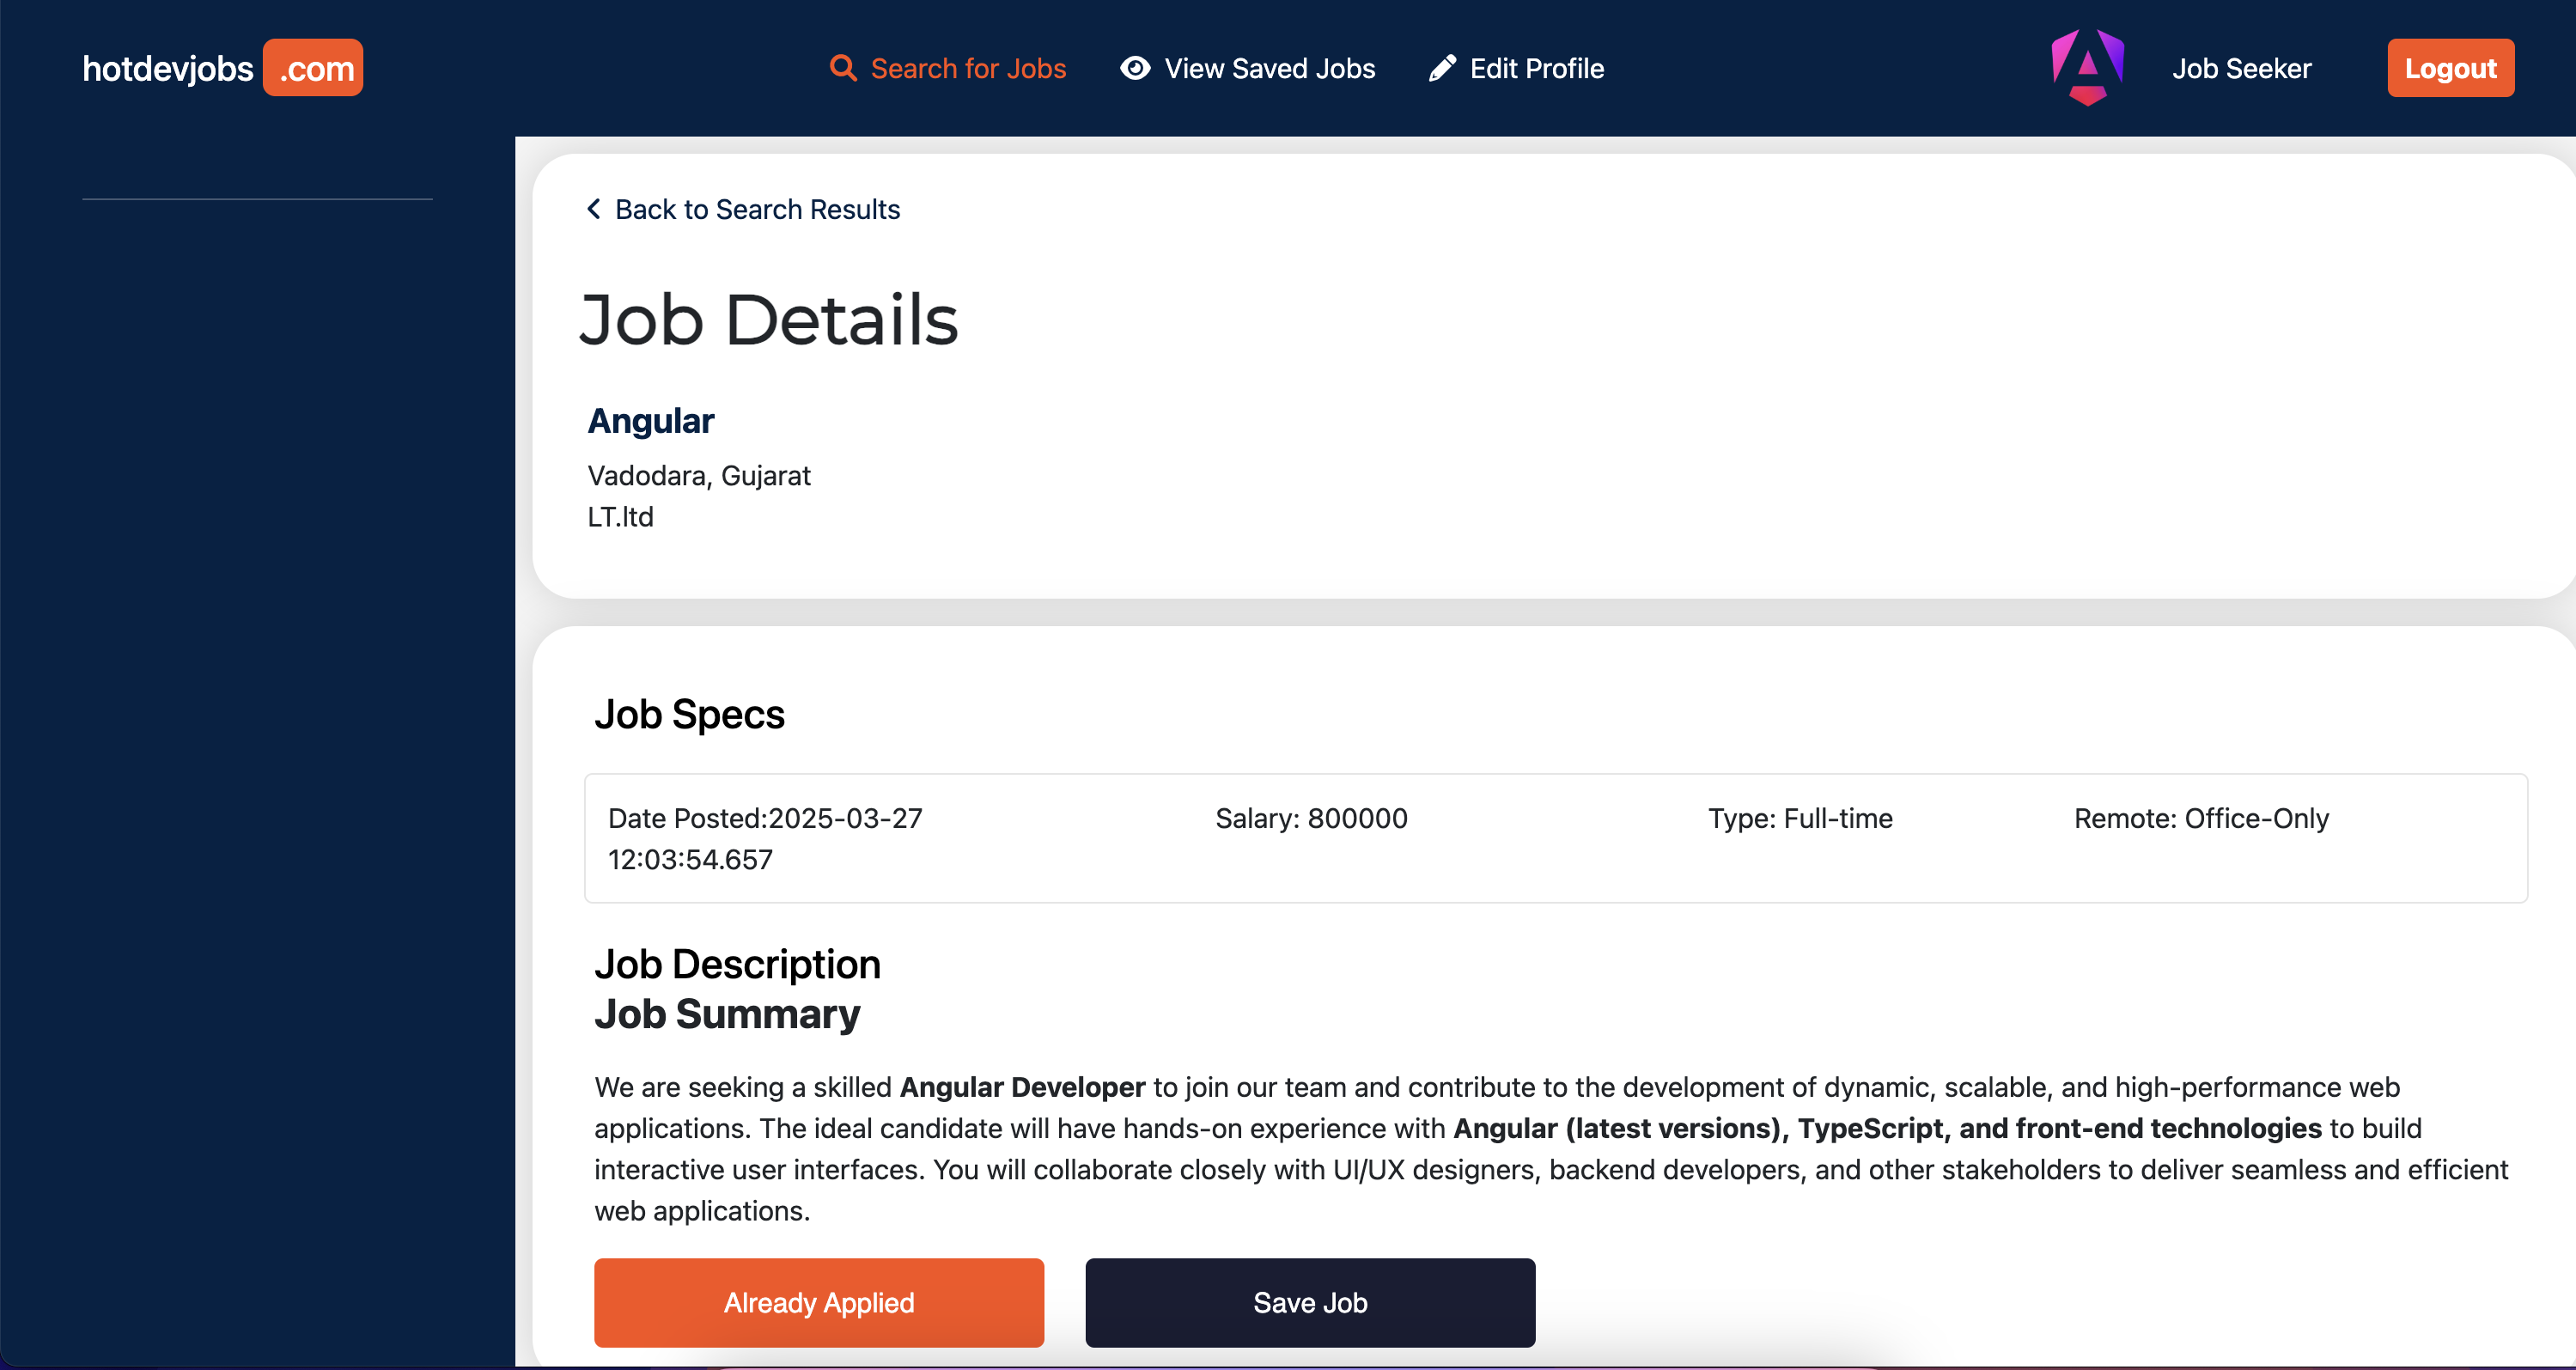 hotdevjobs .com
Search for Jobs
View Saved Jobs
Edit Profile
Job Seeker
Logout
Back to Search Results
Job Details
Angular
Vadodara, Gujarat
LT.ltd
Job Specs
Date Posted:2025-03-27
12:03:54.657
Salary: 800000
Type: Full-time
Remote: Office-Only
Job Description
Job Summary
We are seeking a skilled Angular Developer to join our team and contribute to the development of dynamic, scalable, and high-performance web
applications. The ideal candidate will have hands-on experience with Angular (latest versions), TypeScript, and front-end technologies to build
interactive user interfaces. You will collaborate closely with UI/UX designers, backend developers, and other stakeholders to deliver seamless and efficient
web applications.
Already Applied
Save Job